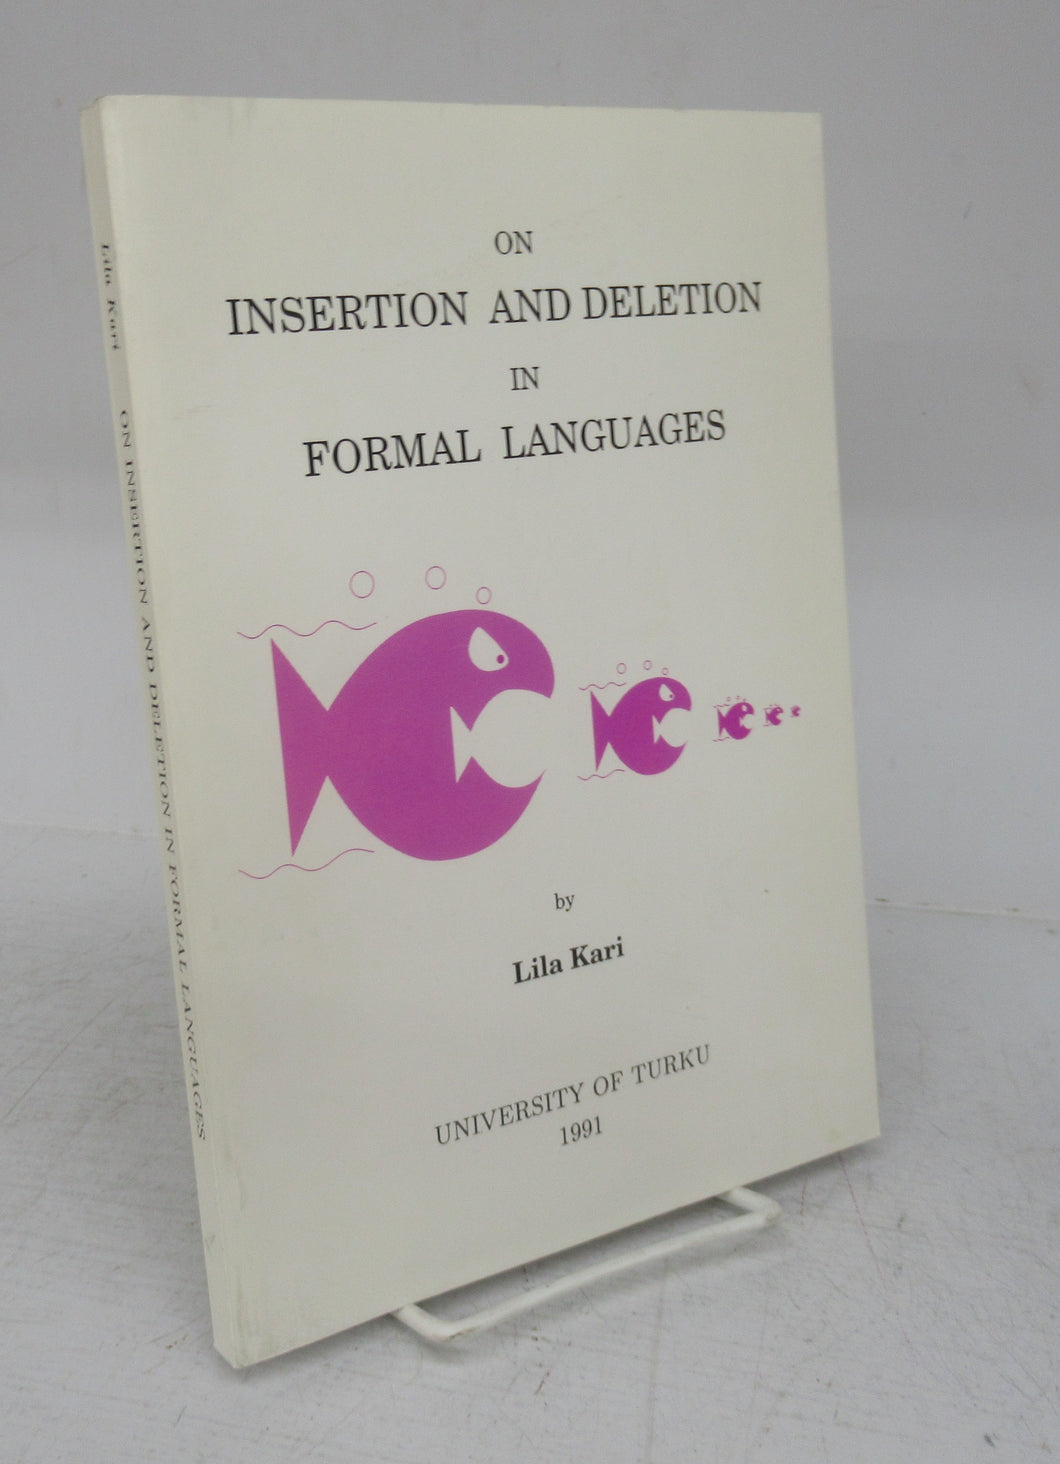 ON
INSERTION AND DELETION
IN
FORMAL LANGUAGES
by
Lila Kari
UNIVERSITY OF TURKU
1991
Lila Kari ON INSERTION AND DELETION IN FORMAL LANGUAGES